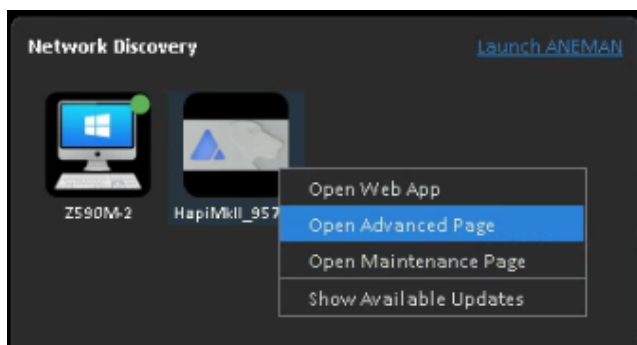 Network Discovery
Launch ANEMAN
Z590M-2
HapiMkII_957
Open Web App
Open Advanced Page
Open Maintenance Page
Show Available Updates